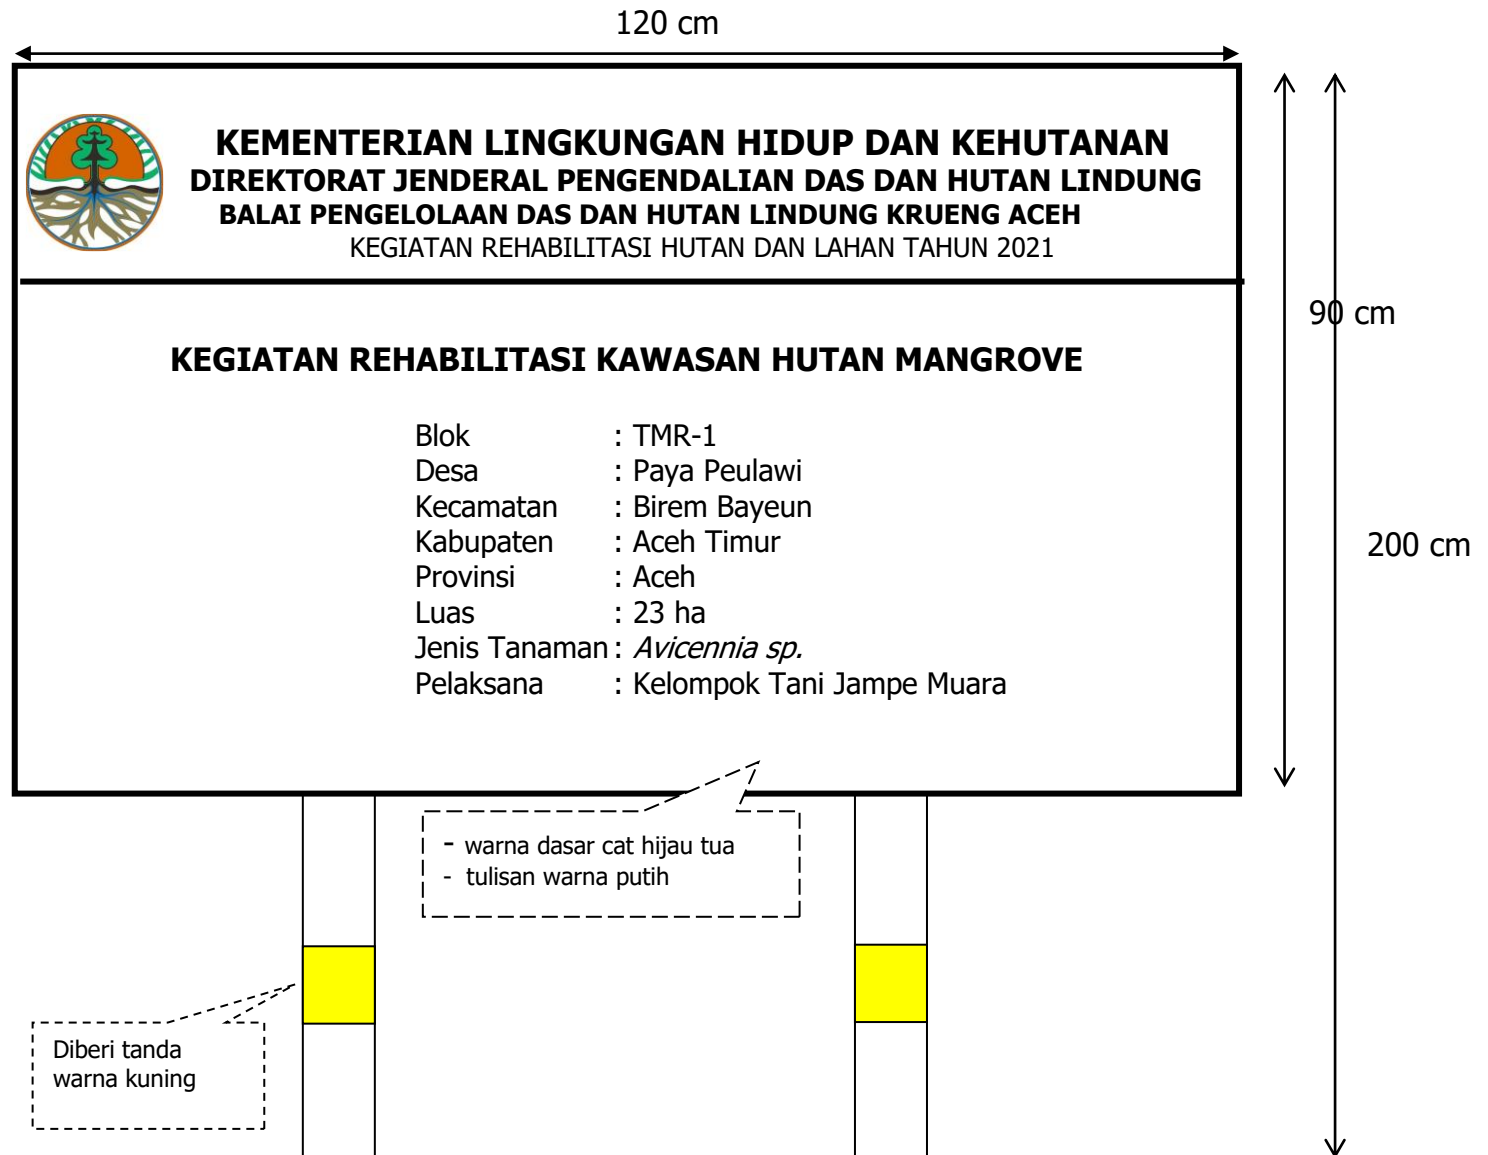 120 cm
KEMENTERIAN LINGKUNGAN HIDUP DAN KEHUTANAN
DIREKTORAT JENDERAL PENGENDALIAN DAS DAN HUTAN LINDUNG
BALAI PENGELOLAAN DAS DAN HUTAN LINDUNG KRUENG ACEH
KEGIATAN REHABILITASI HUTAN DAN LAHAN TAHUN 2021
90 cm
KEGIATAN REHABILITASI KAWASAN HUTAN MANGROVE
Blok : TMR-1
Desa : Paya Peulawi
Kecamatan : Birem Bayeun
Kabupaten : Aceh Timur
200 cm
Provinsi : Aceh
Luas : 23 ha
Jenis Tanaman : Avicennia sp.
Pelaksana : Kelompok Tani Jampe Muara
- warna dasar cat hijau tua
- tulisan warna putih
Diberi tanda
warna kuning